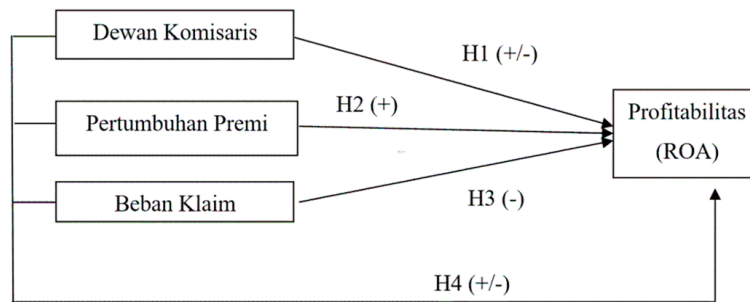 Dewan Komisaris
H1 (+/-)
H2 (+)
Profitabilitas
(ROA)
Pertumbuhan Premi
Beban Klaim
H3 (-)
H4 (+/-)